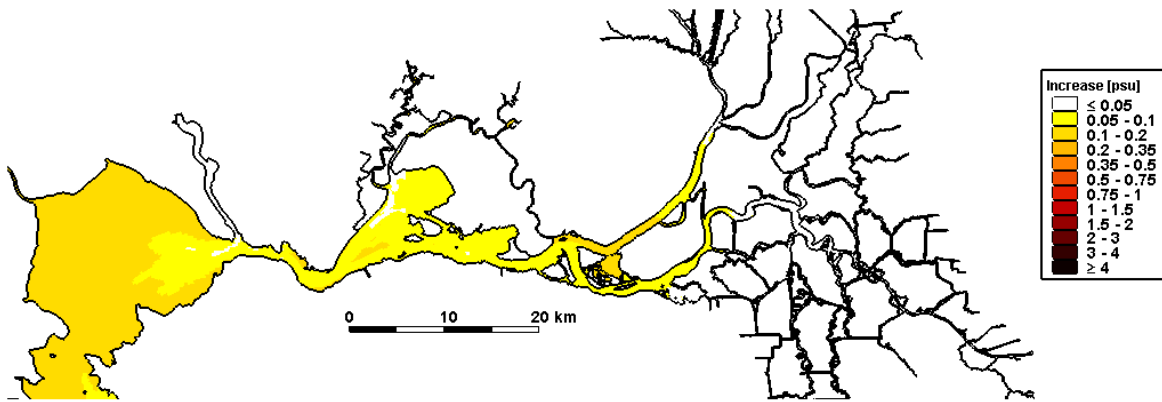 Increase [psu]
≤ 0.05
0.05 - 0.1
0.1 - 0.2
0.2 - 0.35
0.35 - 0.5
0.5 - 0.75
0.75 - 1
1 - 1.5
1.5 - 2
2 - 3
3 - 4
≥ 4
0 10 20 km